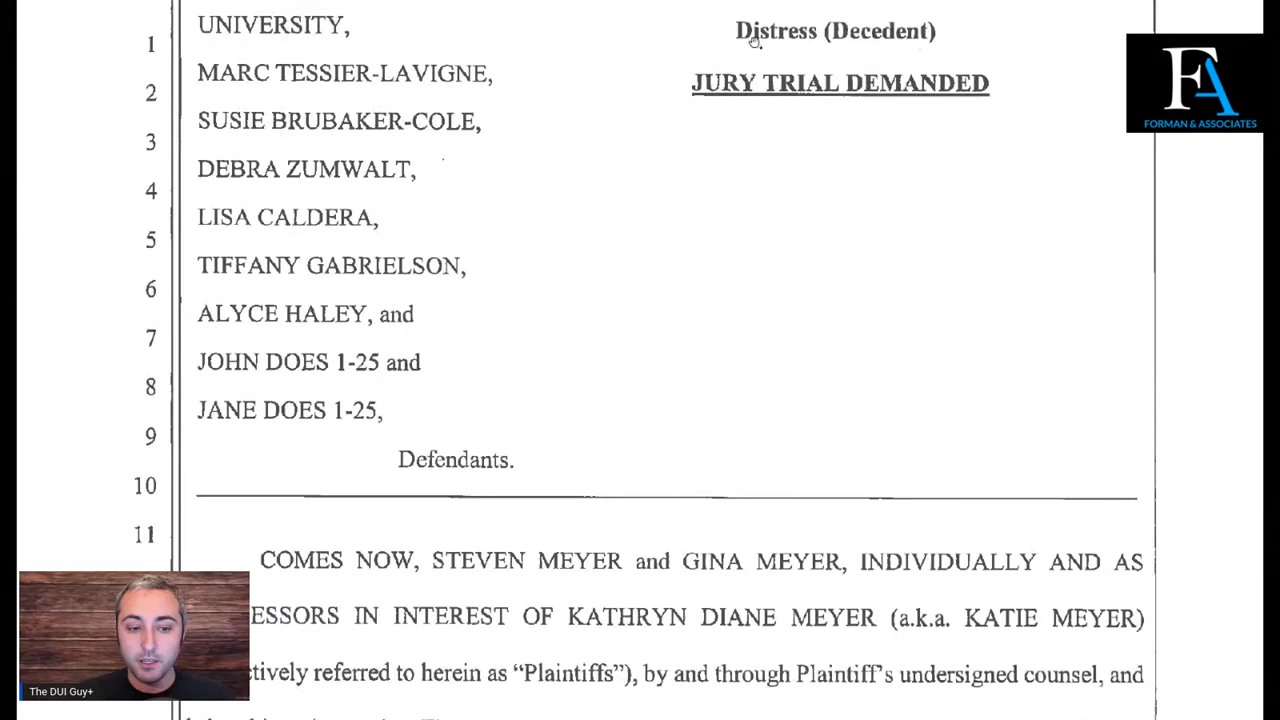 UNIVERSITY,
Distress (Decedent)
1
MARC TESSIER-LAVIGNE,
JURY TRIAL DEMANDED
2
SUSIE BRUBAKER-COLE,
3
DEBRA ZUMWALT,
4
LISA CALDERA,
5
TIFFANY GABRIELSON,
6
ALYCE HALEY, and
7
JOHN DOES 1-25 and
8
JANE DOES 1-25,
9
Defendants.
10
11
COMES NOW, STEVEN MEYER and GINA MEYER, INDIVIDUALLY AND AS
ESSORS IN INTEREST OF KATHRYN DIANE MEYER (a.k.a. KATIE MEYER)
ctively referred to herein as “Plaintiffs”), by and through Plaintiff's undersigned counsel, and
FA
FORMAN & ASSOCIATES
The DUI Guy+